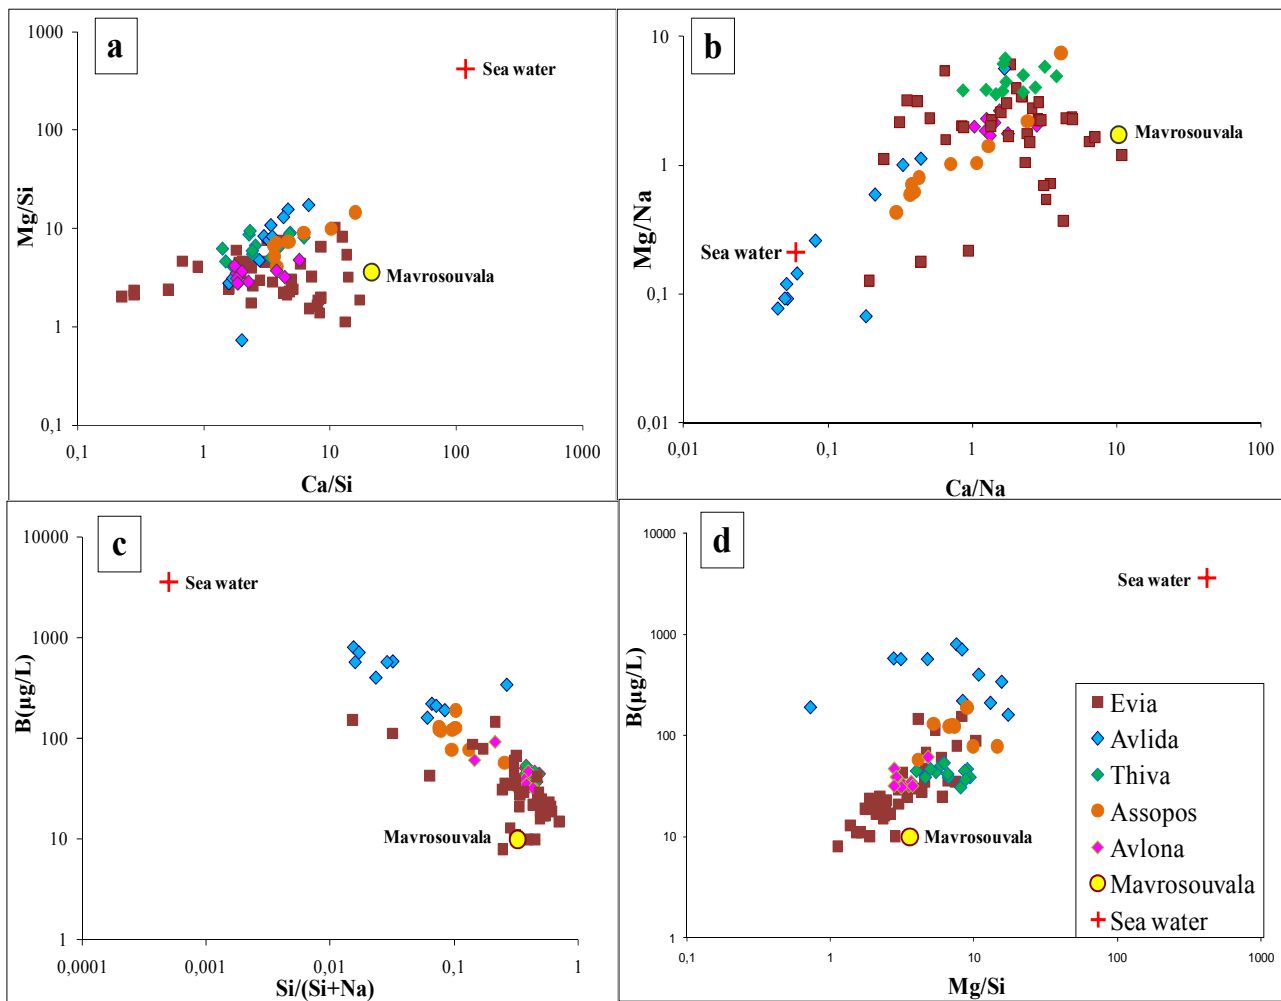 a
1000
100
10
1
0,1
Mg/Si
Sea water
Mavrosouvala
0,1
1
10
100
1000
Ca/Si
b
10
1
0,1
0,01
Mg/Na
Sea water
Mavrosouvala
0,01
0,1
1
10
100
Ca/Na
c
10000
1000
100
10
1
B(µg/L)
Sea water
Mavrosouvala
0,0001
0,001
0,01
0,1
1
Si/(Si+Na)
d
10000
1000
100
10
1
B(µg/L)
Sea water
Mavrosouvala
0,1
1
10
100
1000
Mg/Si
Evia
Avlida
Thiva
Assopos
Avlona
Mavrosouvala
Sea water